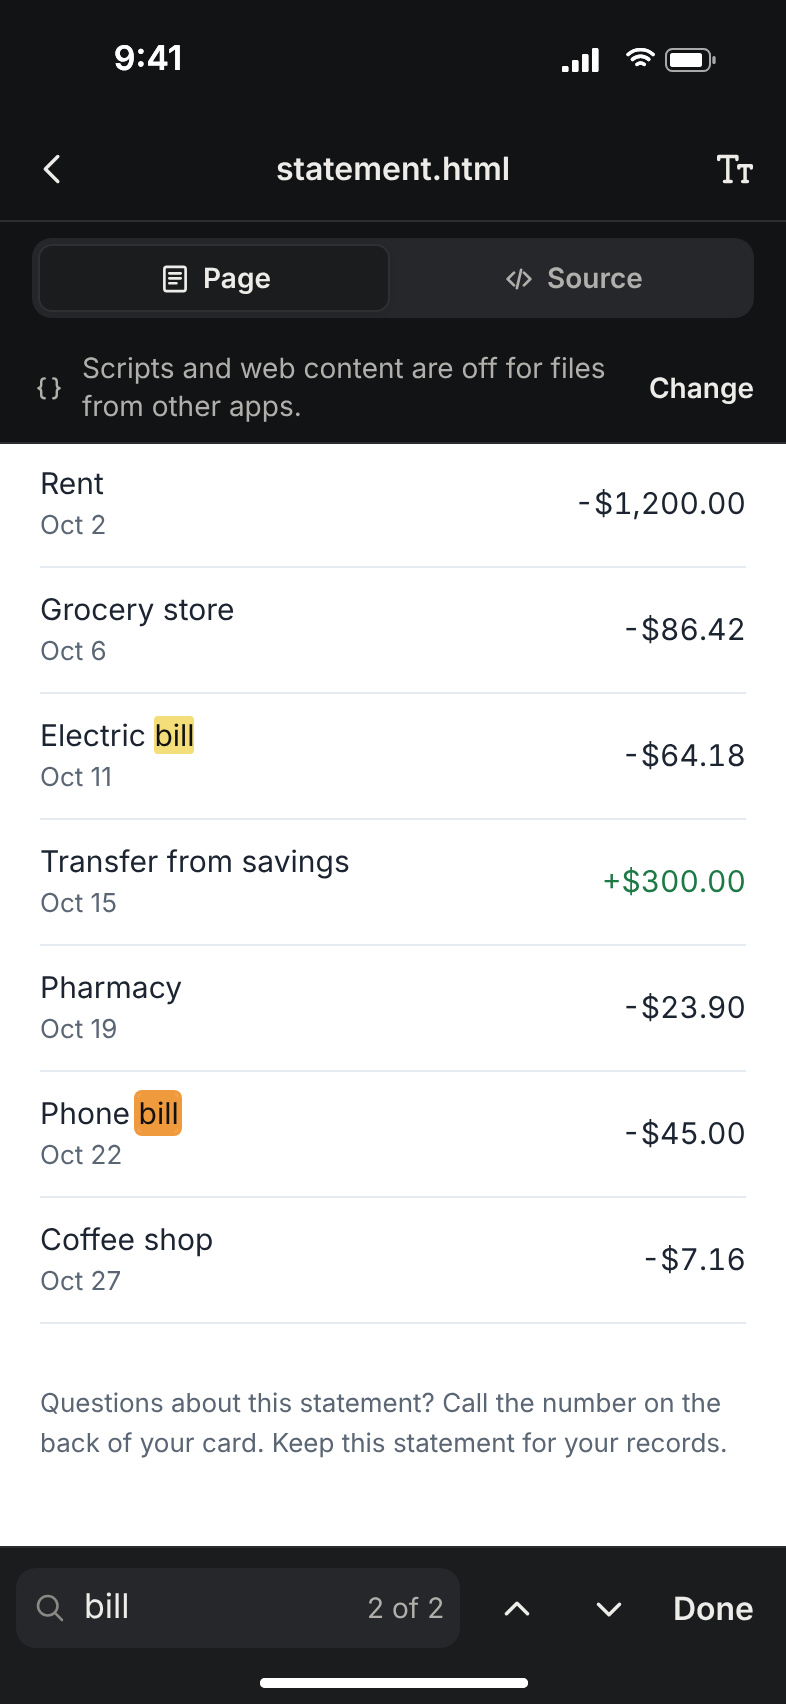 9:41
statement.html
Page
Source
Scripts and web content are off for files
from other apps.
Change
Rent
-$1,200.00
Oct 2
Grocery store
-$86.42
Oct 6
Electric bill
-$64.18
Oct 11
Transfer from savings
+$300.00
Oct 15
Pharmacy
-$23.90
Oct 19
Phone bill
-$45.00
Oct 22
Coffee shop
-$7.16
Oct 27
Questions about this statement? Call the number on the
back of your card. Keep this statement for your records.
bill
2 of 2
Done